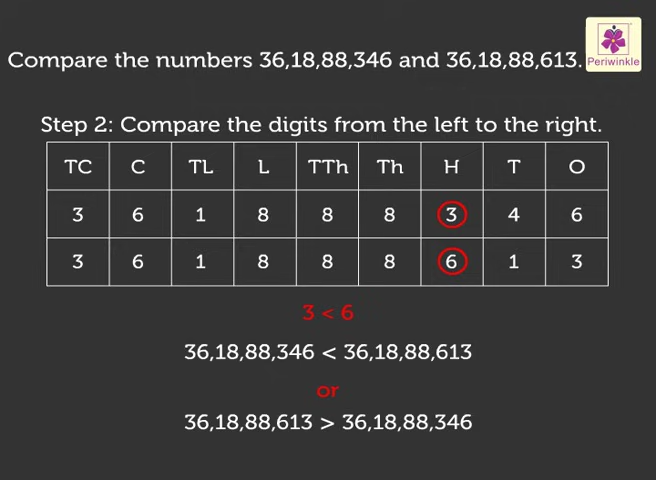 Compare the numbers 36,18,88,346 and 36,18,88,613.
Periwinkle
Step 2: Compare the digits from the left to the right.
TC C TL L TTh Th H T O
3 6 1 8 8 8 3 4 6
3 6 1 8 8 8 6 1 3
3 < 6
36,18,88,346 < 36,18,88,613
or
36,18,88,613 > 36,18,88,346